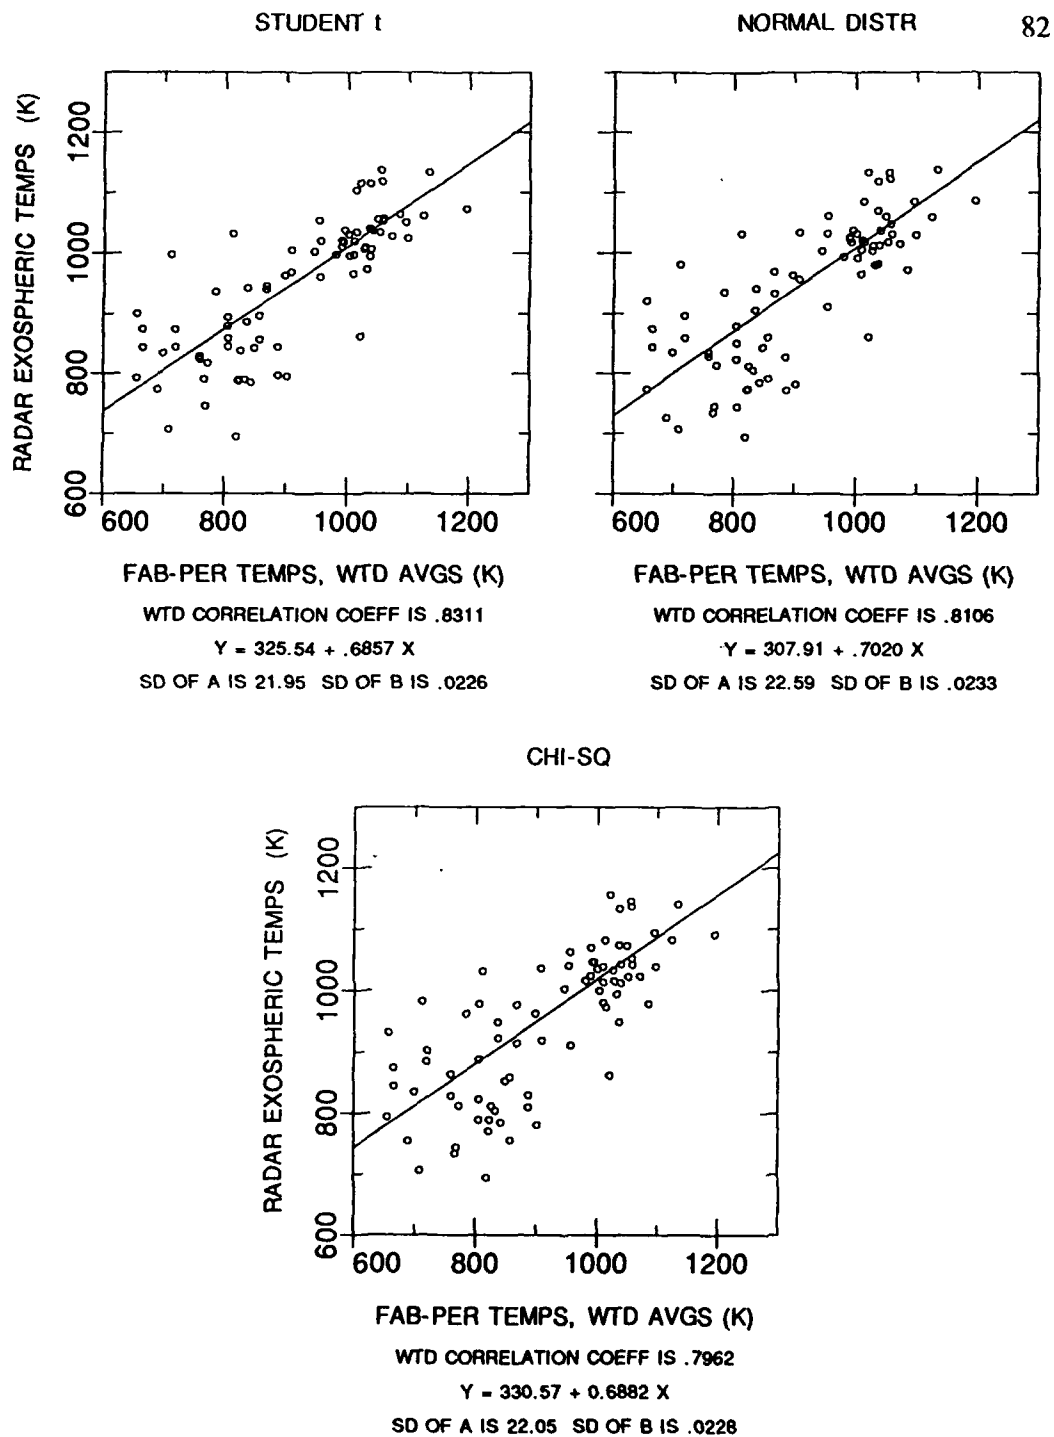 STUDENT t
NORMAL DISTR
82
RADAR EXOSPHERIC TEMPS (K)
1200
1000
800
600
600 800 1000 1200
FAB-PER TEMPS, WTD AVGS (K)
WTD CORRELATION COEFF IS .8311
Y = 325.54 + .6857 X
SD OF A IS 21.95 SD OF B IS .0226
600 800 1000 1200
FAB-PER TEMPS, WTD AVGS (K)
WTD CORRELATION COEFF IS .8106
Y = 307.91 + .7020 X
SD OF A IS 22.59 SD OF B IS .0233
CHI-SQ
RADAR EXOSPHERIC TEMPS (K)
1200
1000
800
600
600 800 1000 1200
FAB-PER TEMPS, WTD AVGS (K)
WTD CORRELATION COEFF IS .7962
Y = 330.57 + 0.6882 X
SD OF A IS 22.05 SD OF B IS .0228